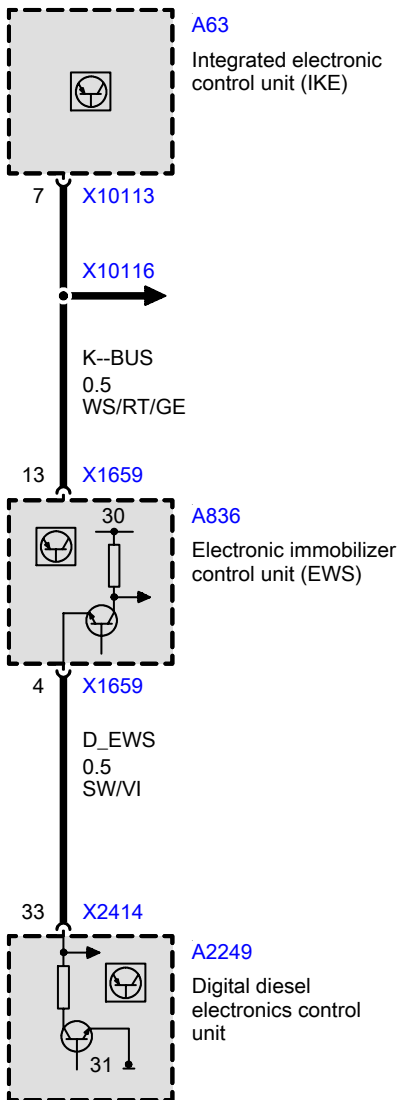 A63
Integrated electronic
control unit (IKE)
7 X10113
X10116
K--BUS
0.5
WS/RT/GE
13 X1659
30
A836
Electronic immobilizer
control unit (EWS)
4 X1659
D_EWS
0.5
SW/VI
33 X2414
A2249
Digital diesel
electronics control
unit
31